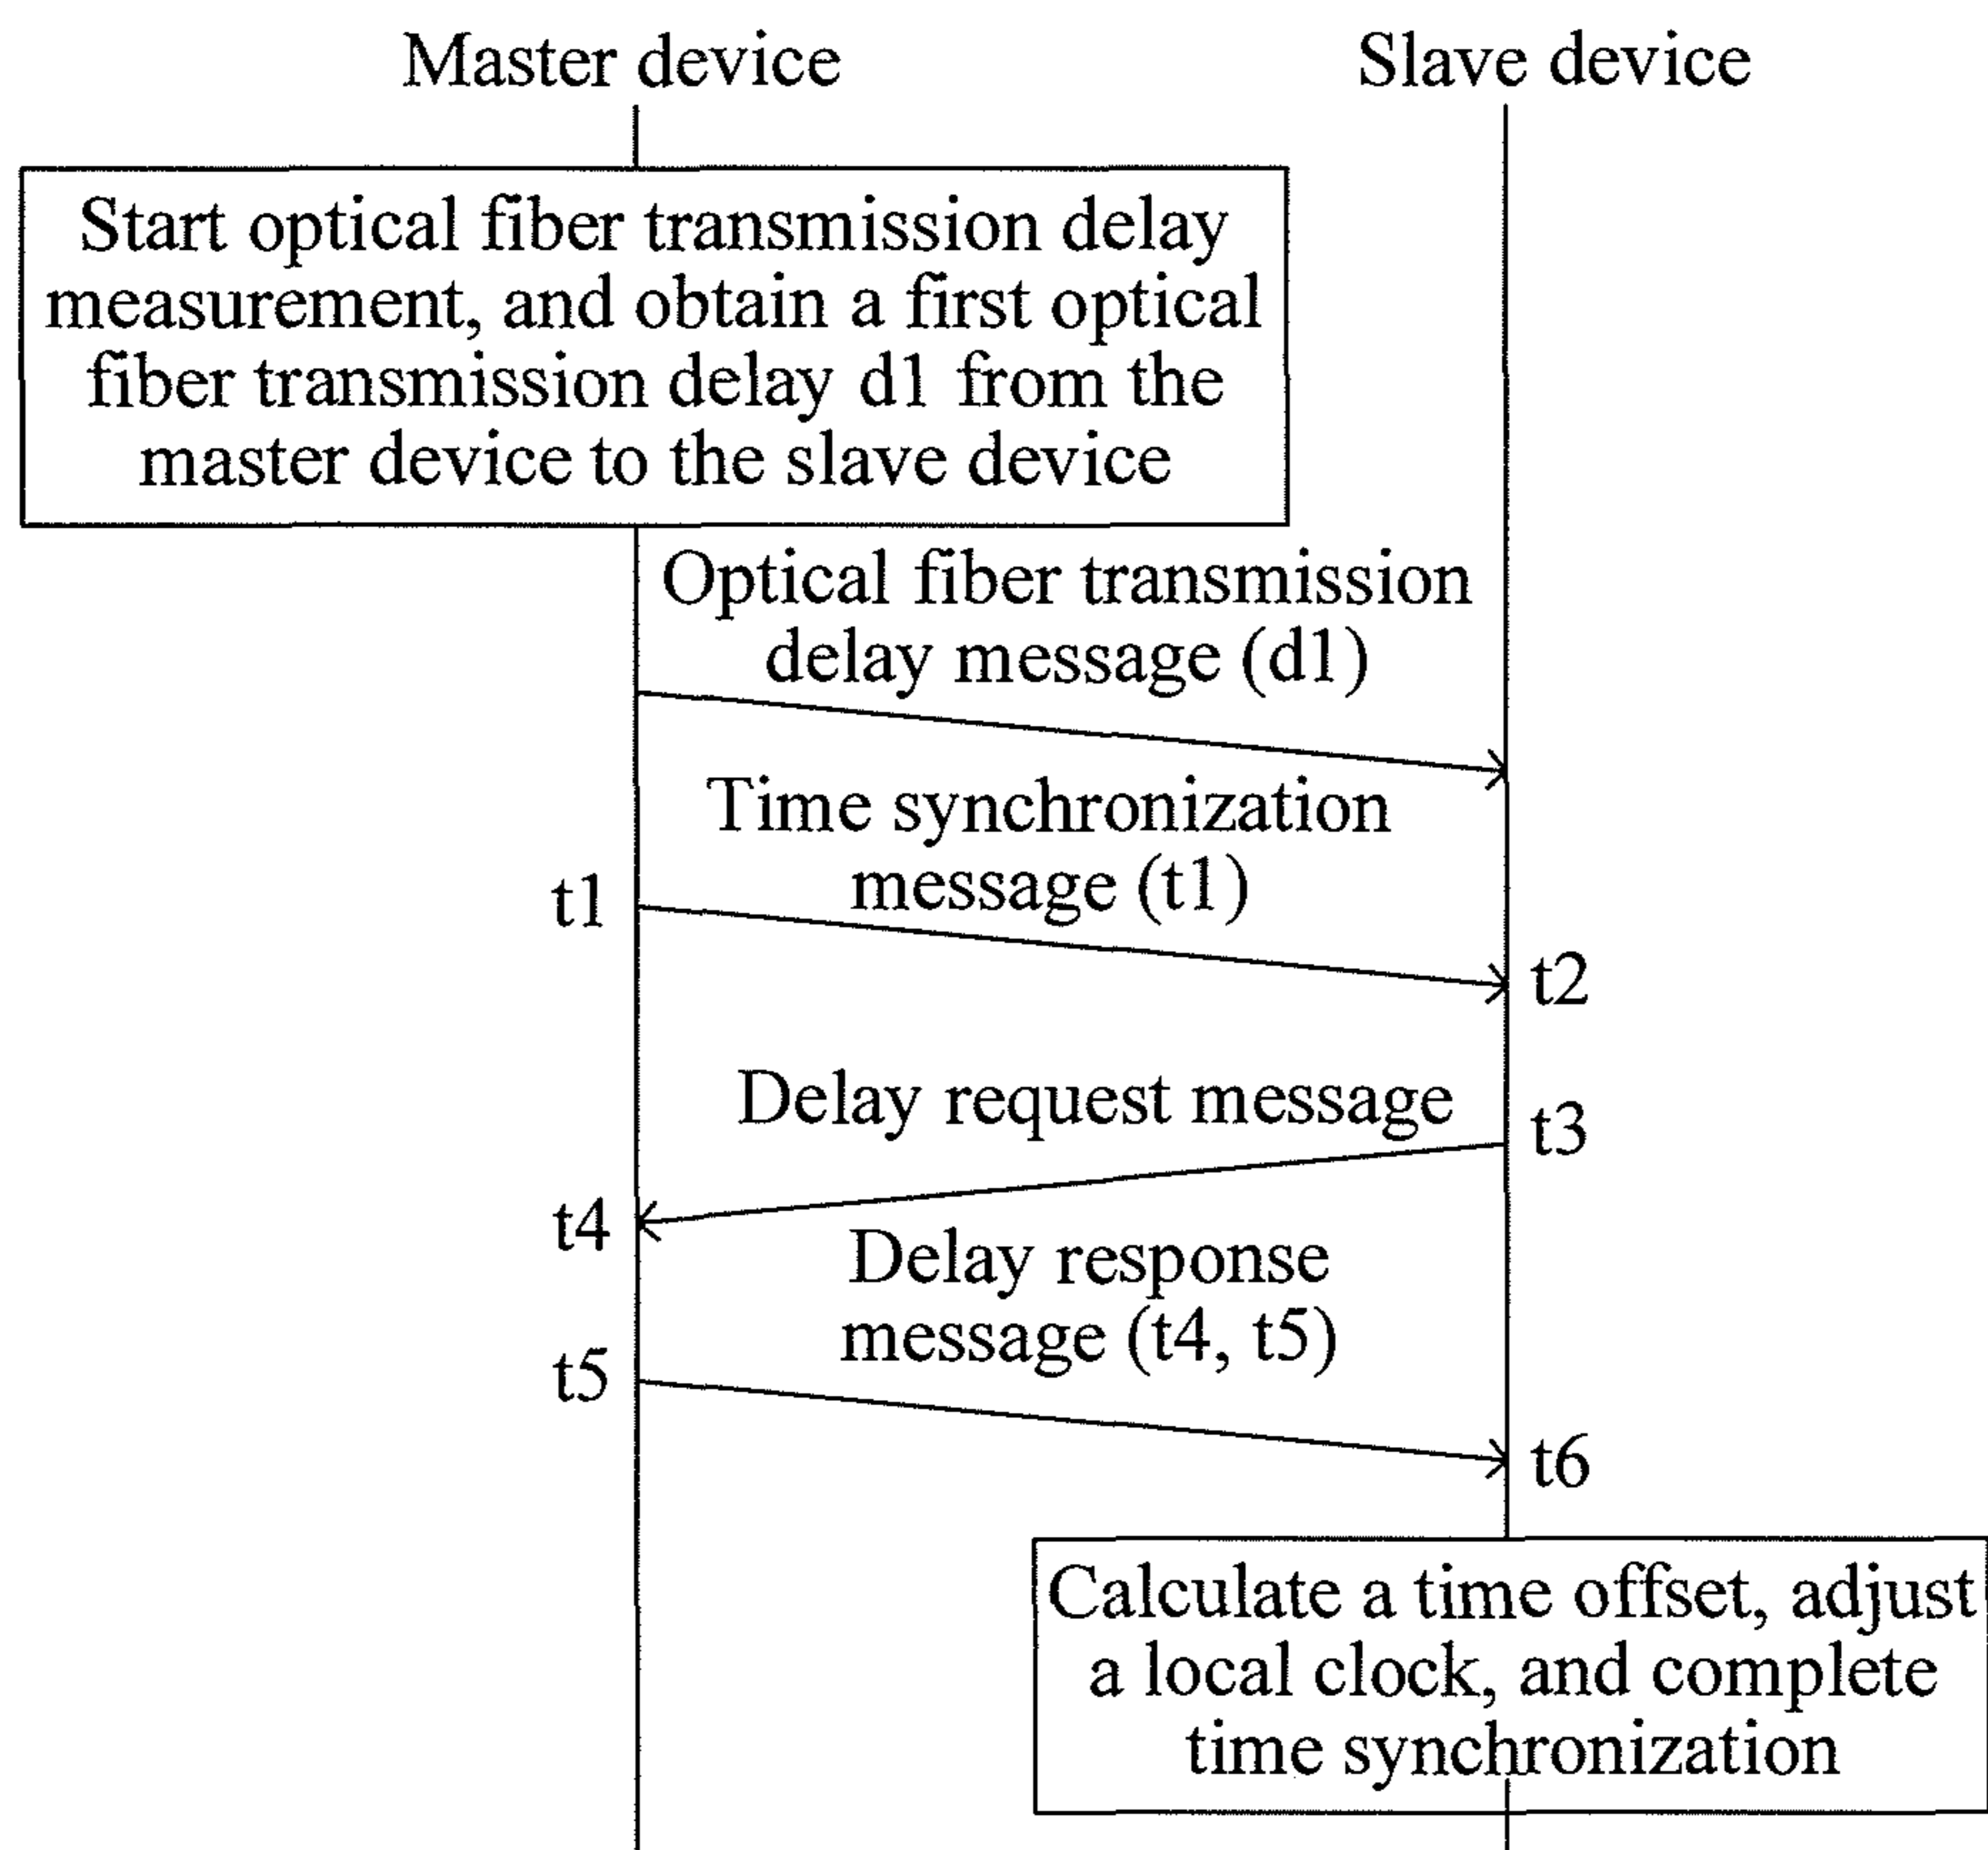 Master device
Slave device
Start optical fiber transmission delay
measurement, and obtain a first optical
fiber transmission delay d1 from the
master device to the slave device
Optical fiber transmission
delay message (d1)
Time synchronization
message (t1)
t1
t2
Delay request message
t3
t4
Delay response
message (t4, t5)
t5
t6
Calculate a time offset, adjust
a local clock, and complete
time synchronization